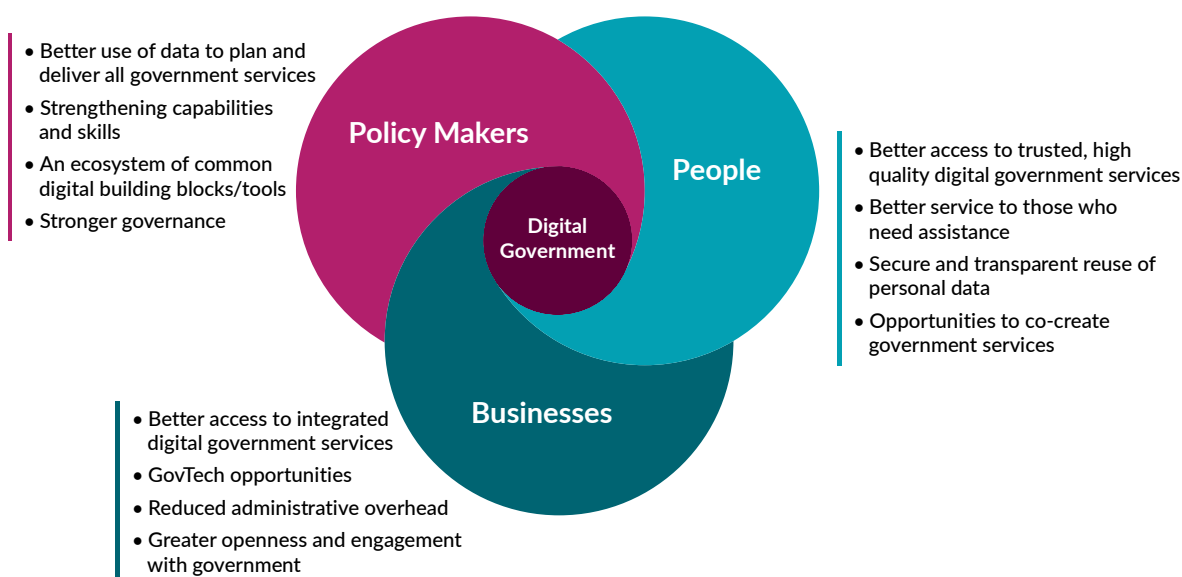 • Better use of data to plan and
deliver all government services
• Strengthening capabilities
and skills
• An ecosystem of common
digital building blocks/tools
• Stronger governance
Policy Makers
People
Digital
Government
Businesses
• Better access to trusted, high
quality digital government services
• Better service to those who
need assistance
• Secure and transparent reuse of
personal data
• Opportunities to co-create
government services
• Better access to integrated
digital government services
• GovTech opportunities
• Reduced administrative overhead
• Greater openness and engagement
with government